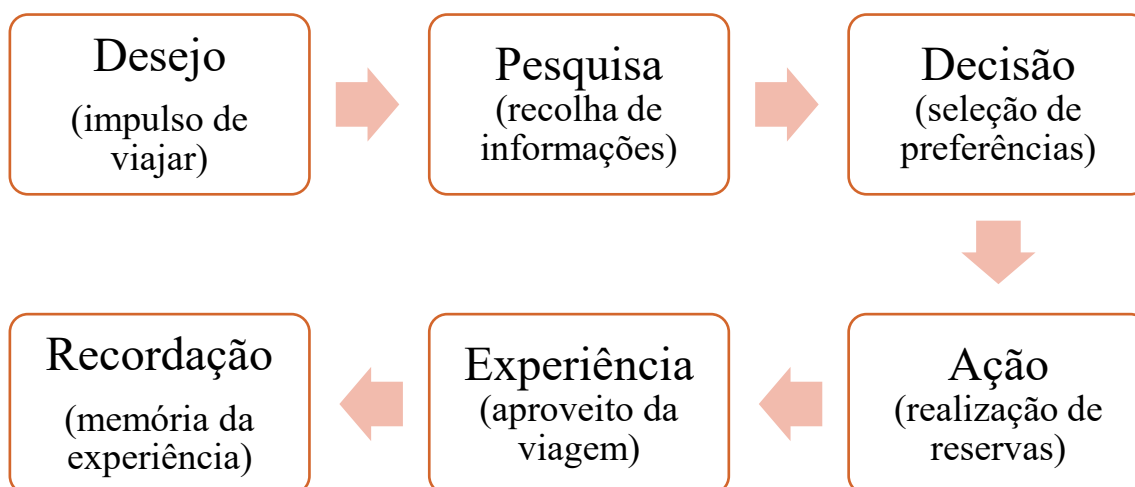 Desejo
(impulso de
viajar)
Pesquisa
(recolha de
informações)
Decisão
(seleção de
preferências)
Ação
(realização de
reservas)
Experiência
(aproveito da
viagem)
Recordação
(memória da
experiência)